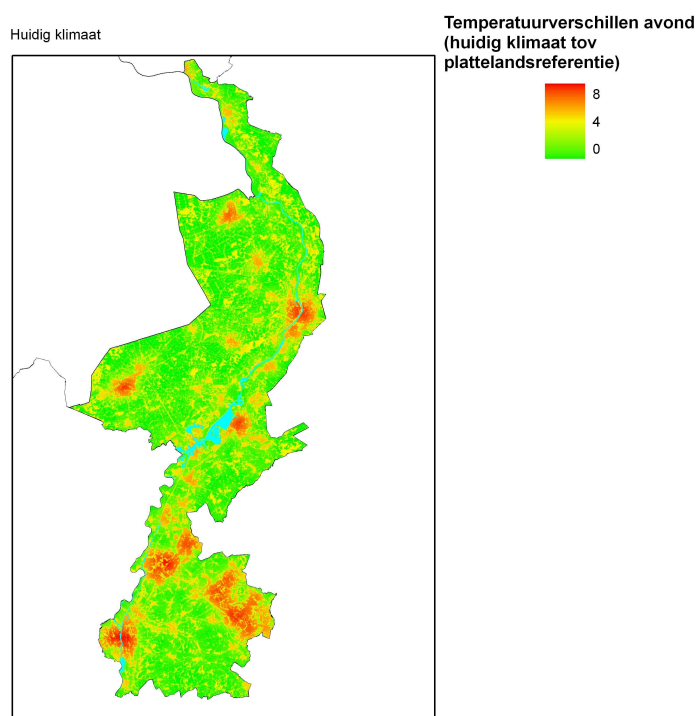 Huidig klimaat
Temperatuurverschillen avond
(huidig klimaat tov
plattelandsreferentie)
8
4
0